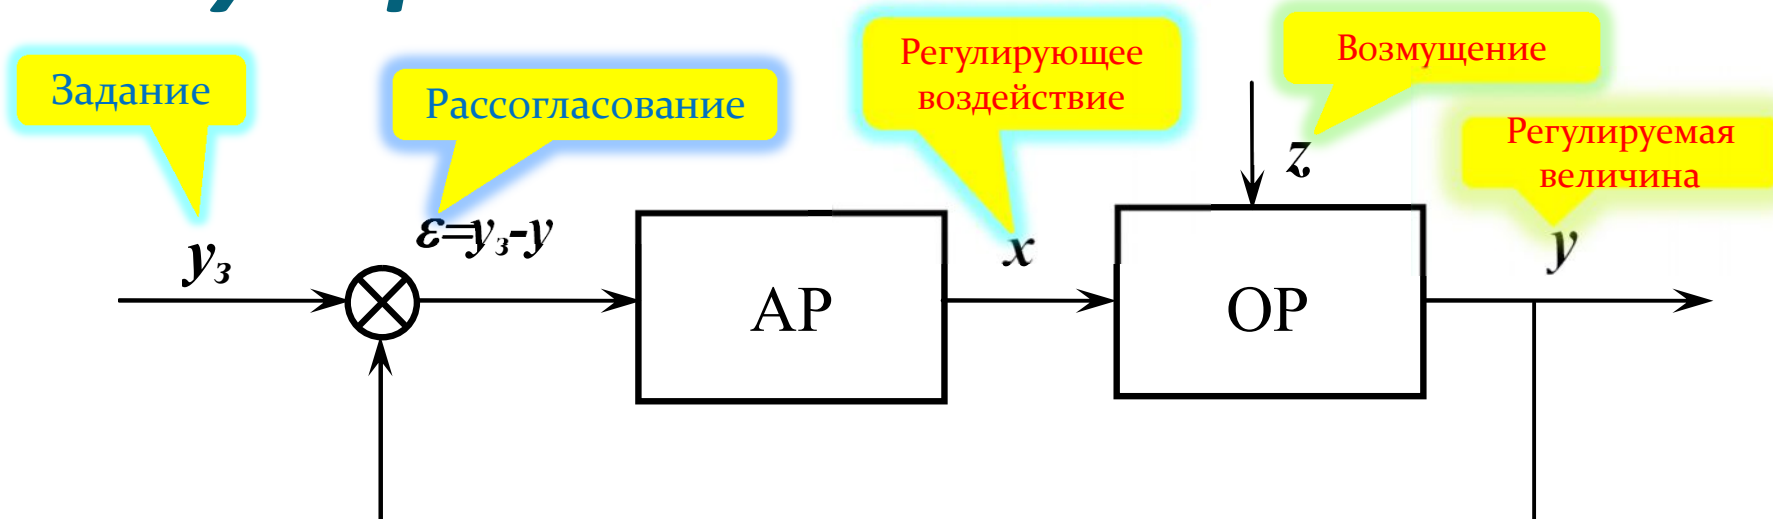 Задание
Рассогласование
Регулирующее
воздействие
Возмущение
Регулируемая
величина
yз
ε=yз-y
x
z
y
АР
ОР